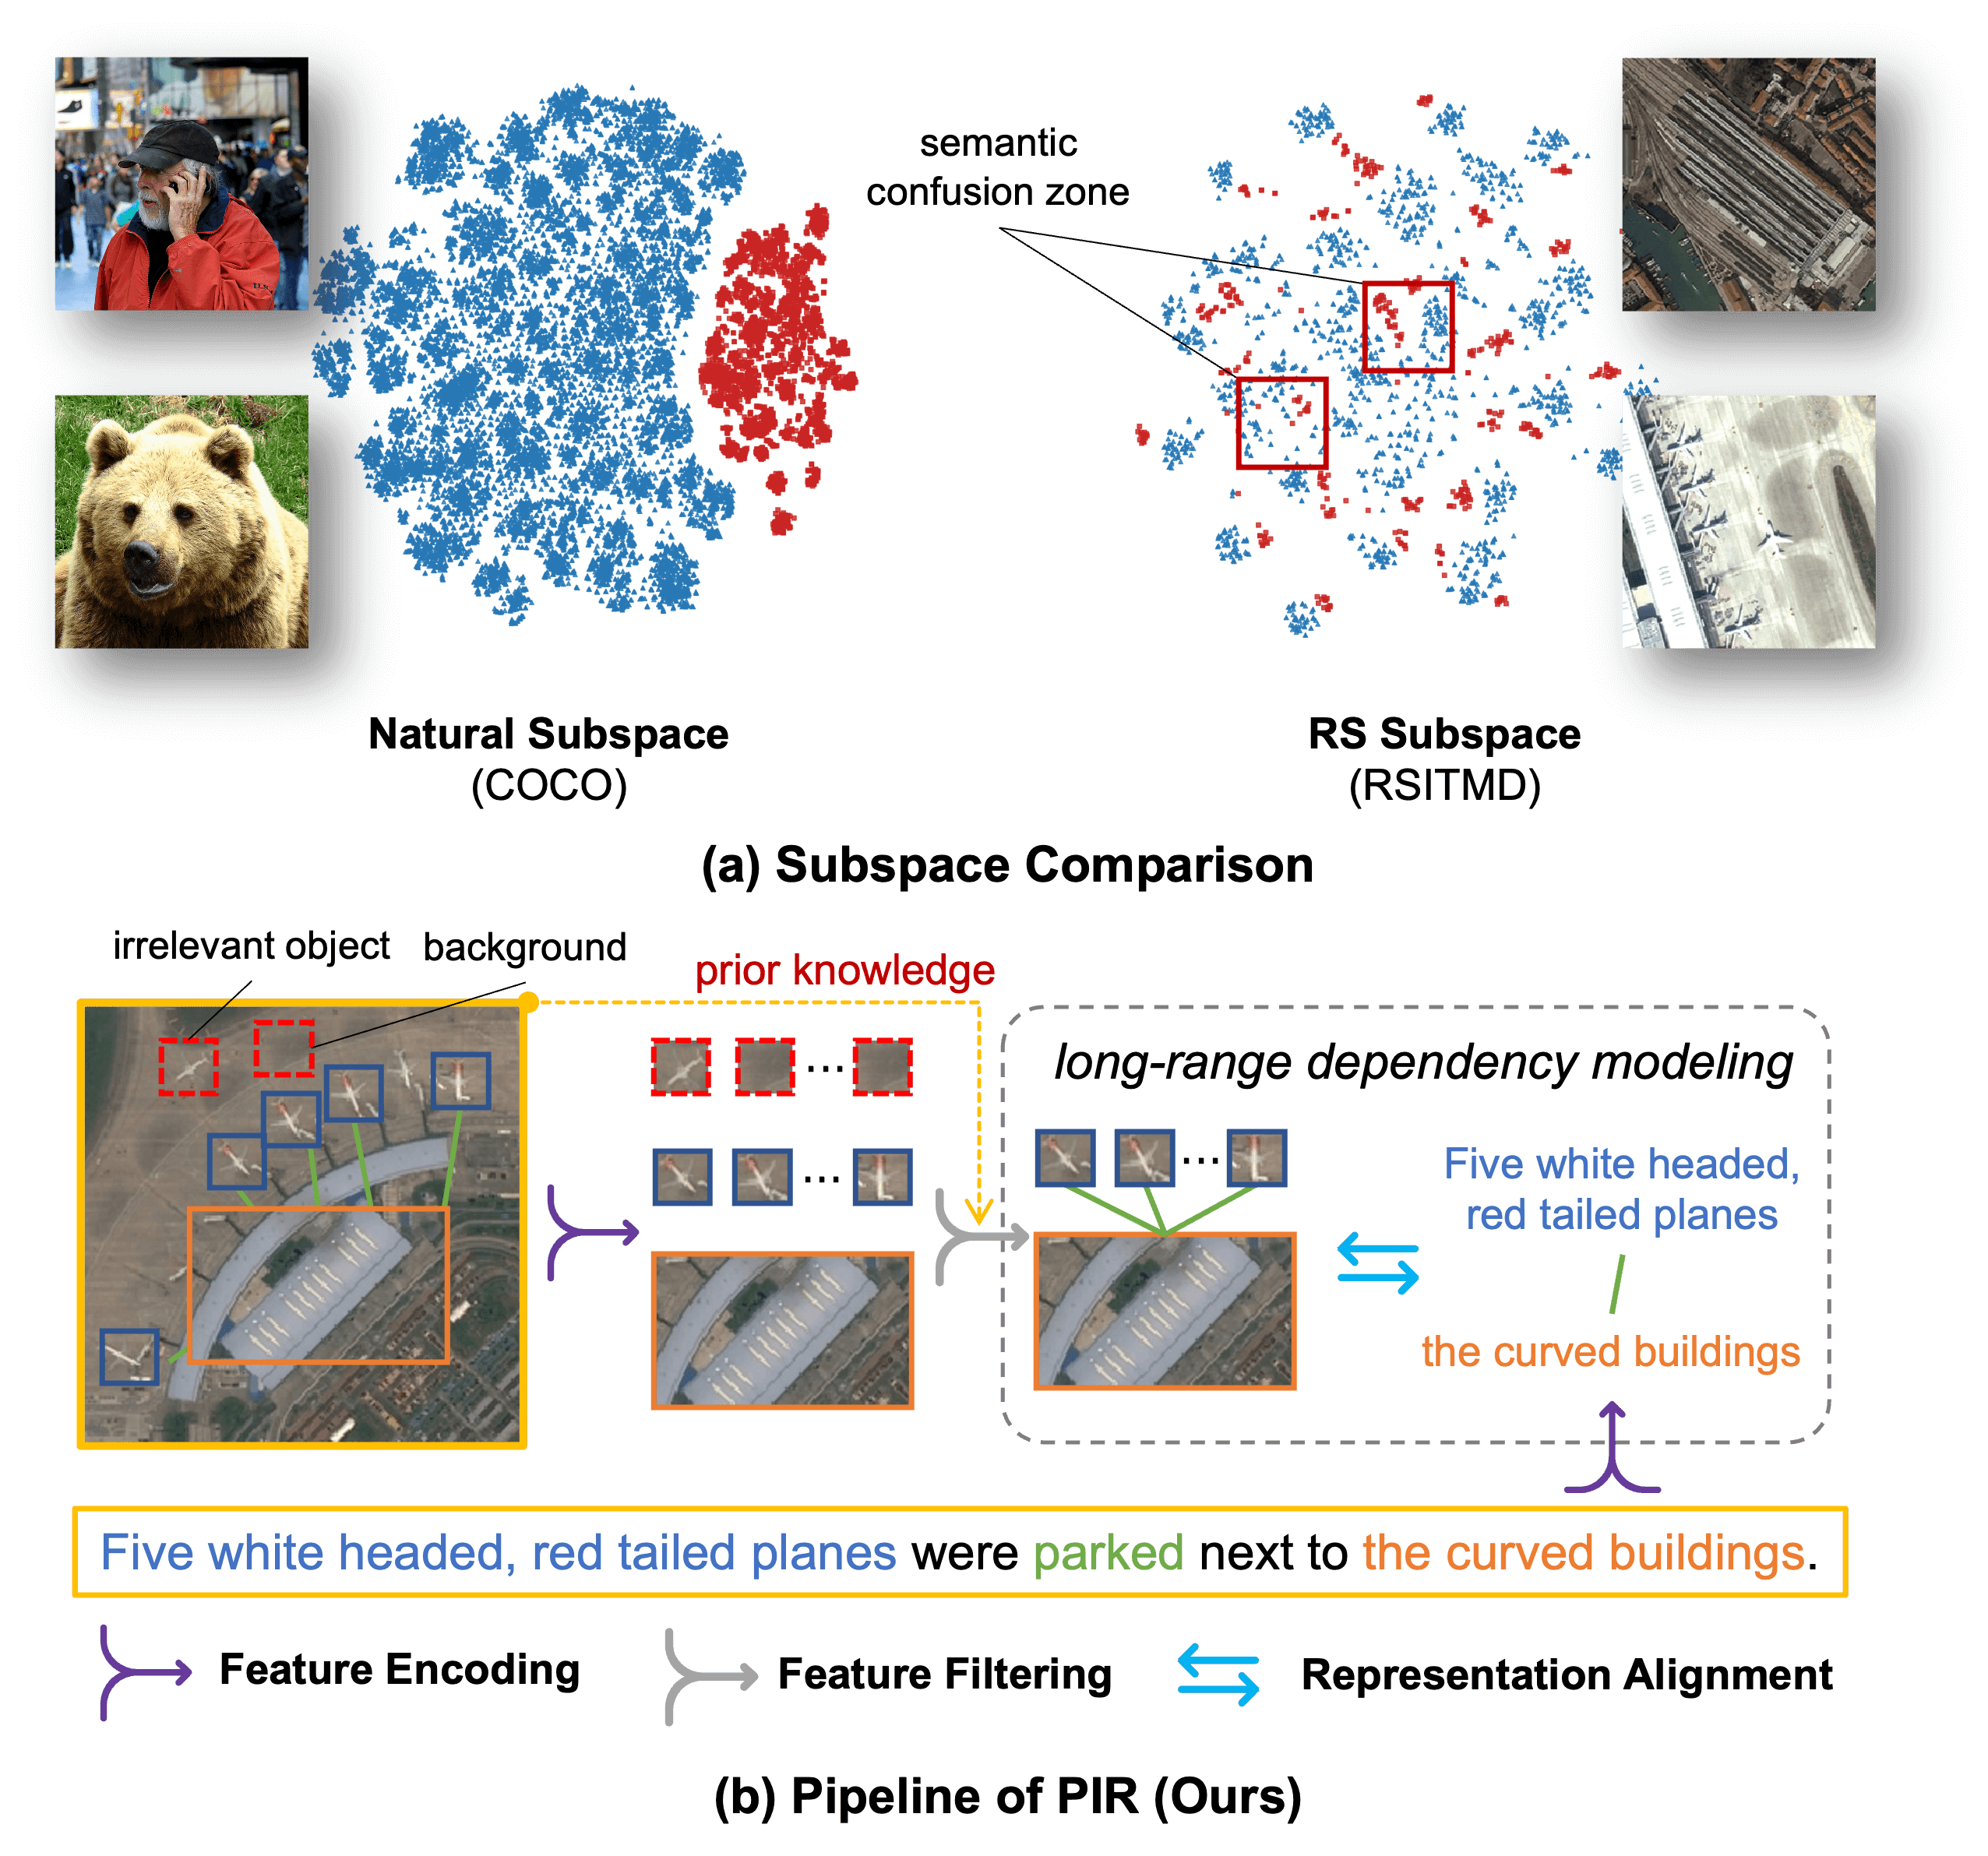 semantic
confusion zone
Natural Subspace
(COCO)
RS Subspace
(RSITMD)
(a) Subspace Comparison
irrelevant object
background
prior knowledge
long-range dependency modeling
...
...
...
Five white headed,
red tailed planes
the curved buildings
Five white headed, red tailed planes were parked next to the curved buildings.
Feature Encoding
Feature Filtering
Representation Alignment
(b) Pipeline of PIR (Ours)